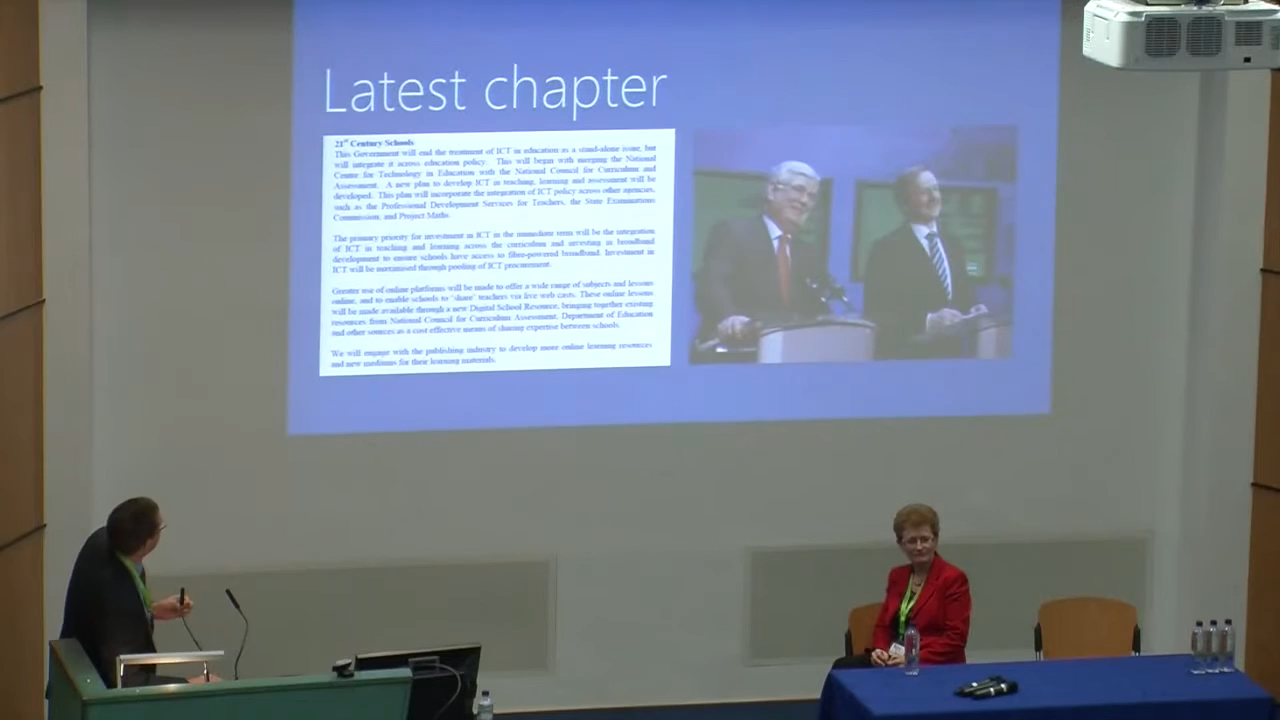 Latest chapter
21st Century Schools
This Government will end the treatment of ICT in education as a stand-alone issue, but
will integrate it across education policy. This will begin with merging the National
Centre for Technology in Education with the National Council for Curriculum and
Assessment. A new plan to develop ICT in teaching, learning and assessment will be
developed. This plan will incorporate the integration of ICT policy across other agencies,
such as the Professional Development Services for Teachers, the State Examinations
Commission, and Project Maths.
The primary priority for investment in ICT in the immediate term will be the integration
of ICT in teaching and learning across the curriculum and investing in broadband
development to ensure schools have access to fibre-powered broadband. Investment in
ICT will be maximised through pooling of ICT procurement.
Greater use of online platforms will be made to offer a wide range of subjects and lessons
online, and to enable schools to 'share' teachers via live web casts. These online lessons
will be made available through a new Digital School Resource, bringing together existing
resources from National Council for Curriculum Assessment, Department of Education
and other sources as a cost effective means of sharing expertise between schools.
We will engage with the publishing industry to develop more online learning resources
and new mediums for their learning materials.